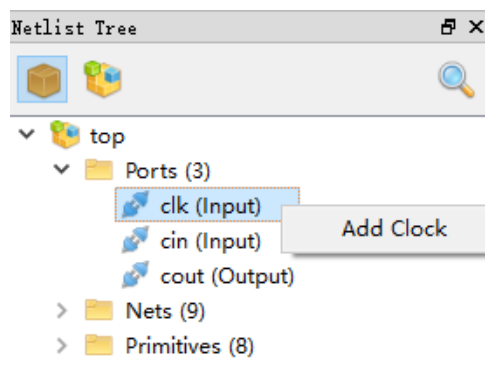 Netlist Tree
top
Ports (3)
clk (Input)
Add Clock
cin (Input)
cout (Output)
Nets (9)
Primitives (8)